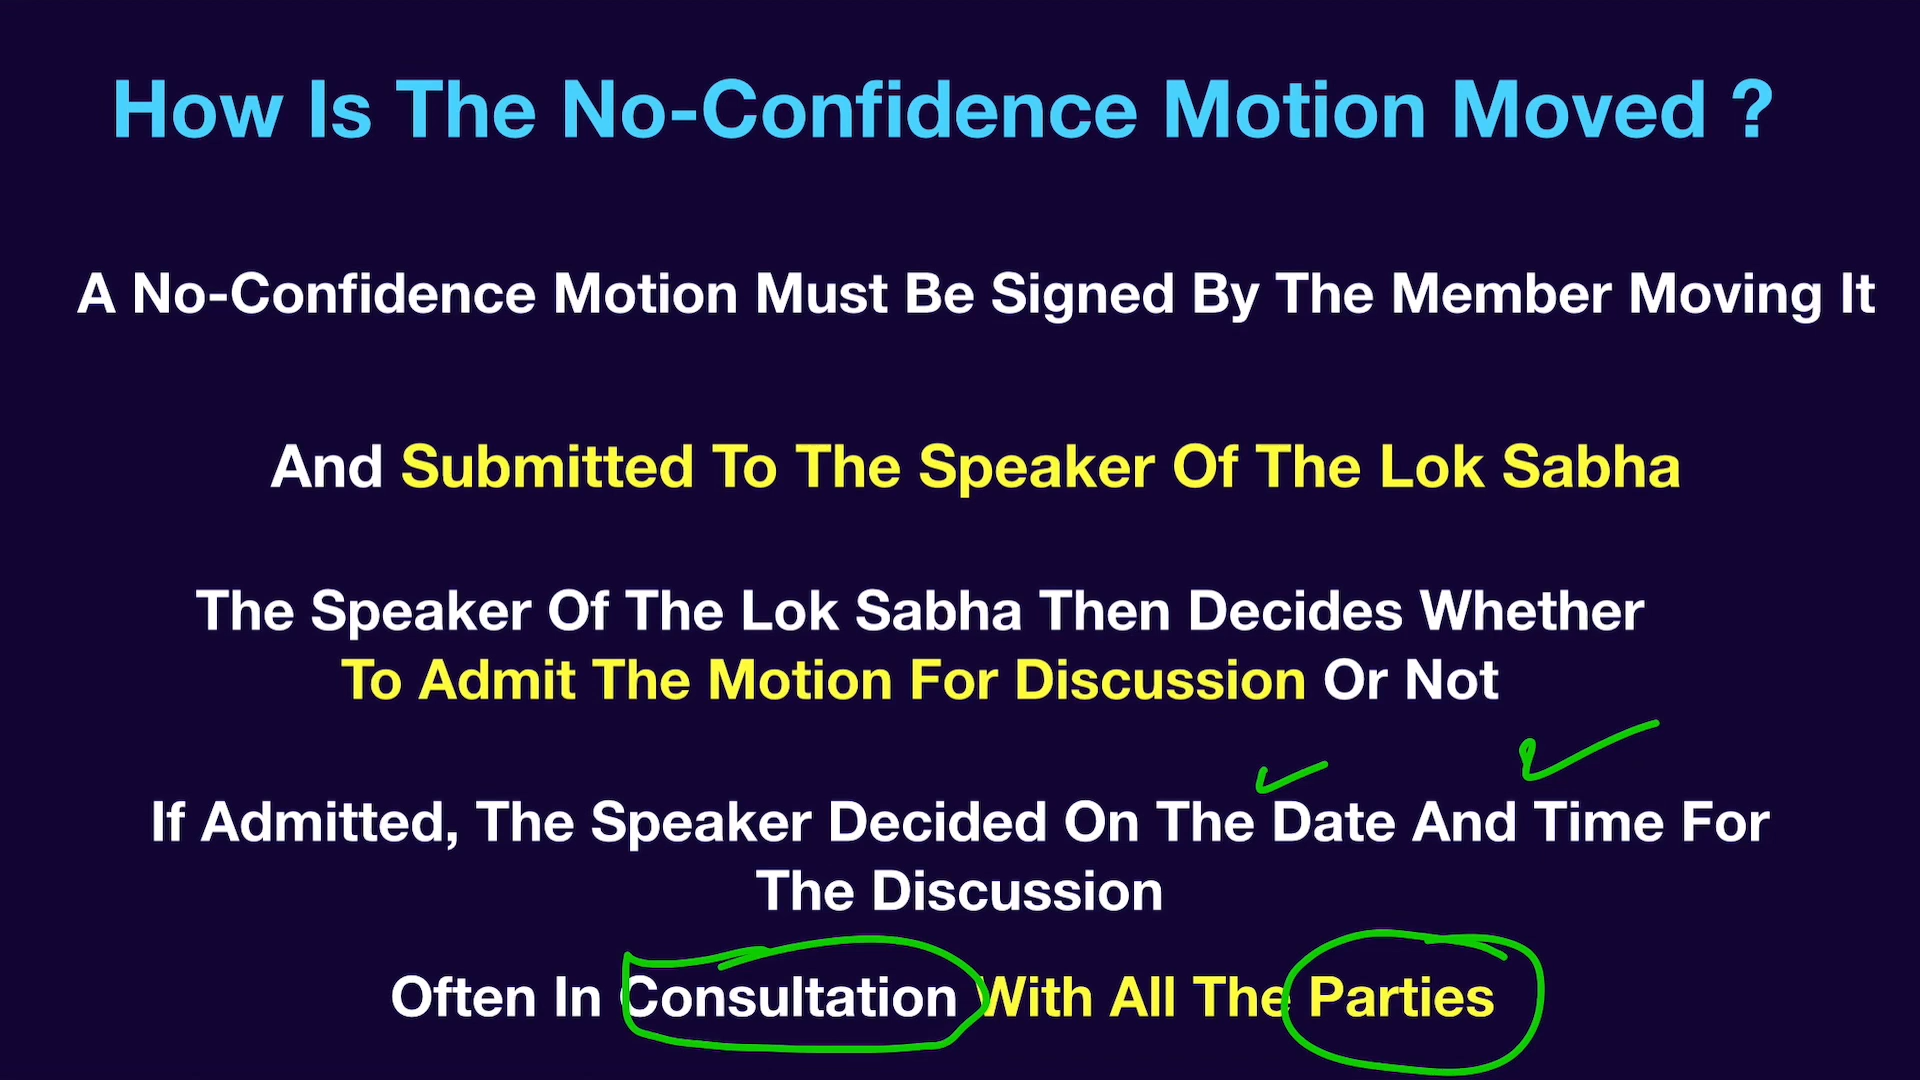 How Is The No-Confidence Motion Moved ?
A No-Confidence Motion Must Be Signed By The Member Moving It
And Submitted To The Speaker Of The Lok Sabha
The Speaker Of The Lok Sabha Then Decides Whether
To Admit The Motion For Discussion Or Not
If Admitted, The Speaker Decided On The Date And Time For
The Discussion
Often In Consultation With All The Parties